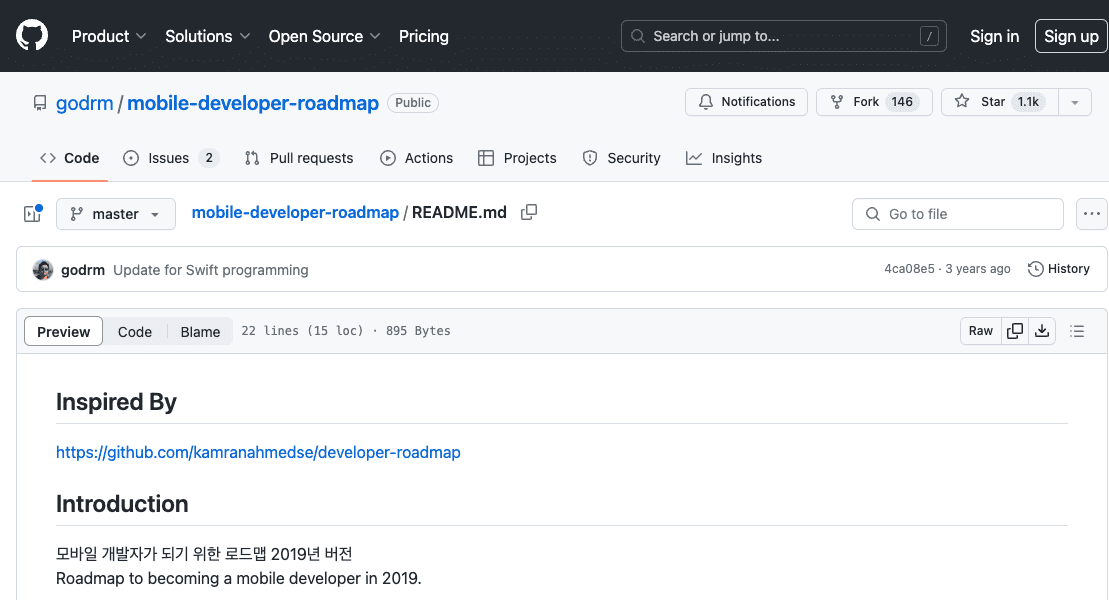 Product Solutions Open Source Pricing Search or jump to... / Sign in Sign up
godrm / mobile-developer-roadmap Public Notifications Fork 146 Star 1.1k
Code Issues 2 Pull requests Actions Projects Security Insights
master mobile-developer-roadmap / README.md Go to file
godrm Update for Swift programming 4ca08e5 · 3 years ago History
Preview Code Blame 22 lines (15 loc) · 895 Bytes Raw
Inspired By
https://github.com/kamranahmedse/developer-roadmap
Introduction
모바일 개발자가 되기 위한 로드맵 2019년 버전
Roadmap to becoming a mobile developer in 2019.